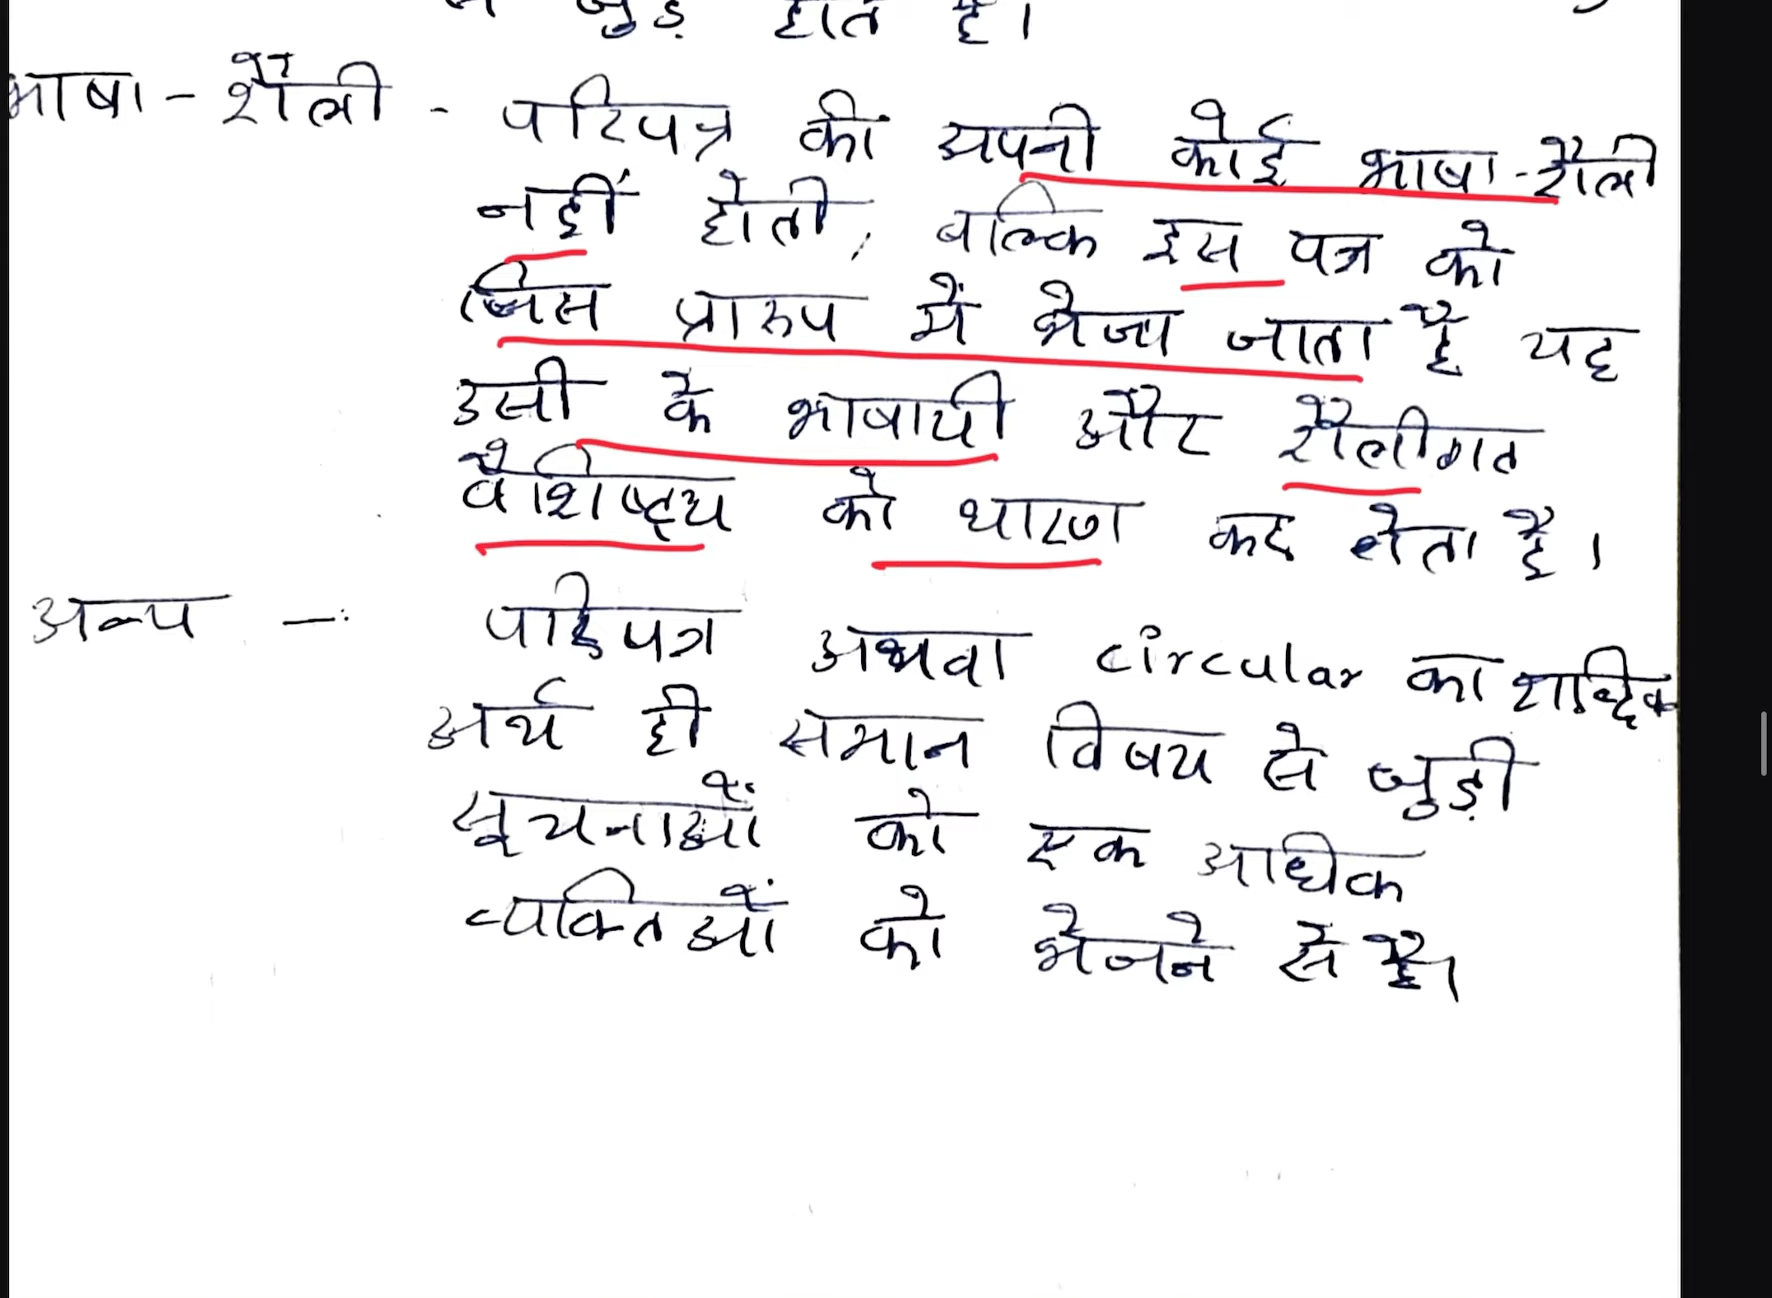 जुड़े होते हैं।
भाषा - शैली - परिपत्र की अपनी कोई भाषा-शैली
नहीं होती, बल्कि इस पत्र को
जिस प्रारुप में भेजा जाता है यह
उसी के भाषायी और शैलीगत
वैशिष्ट्य को धारण कर लेता है।
अन्य -: परिपत्र अथवा circular का शाब्दिक
अर्थ ही समान विषय से जुड़ी
सूचनाओं को एक अधिक
व्यक्तिओं को भेजने से है।